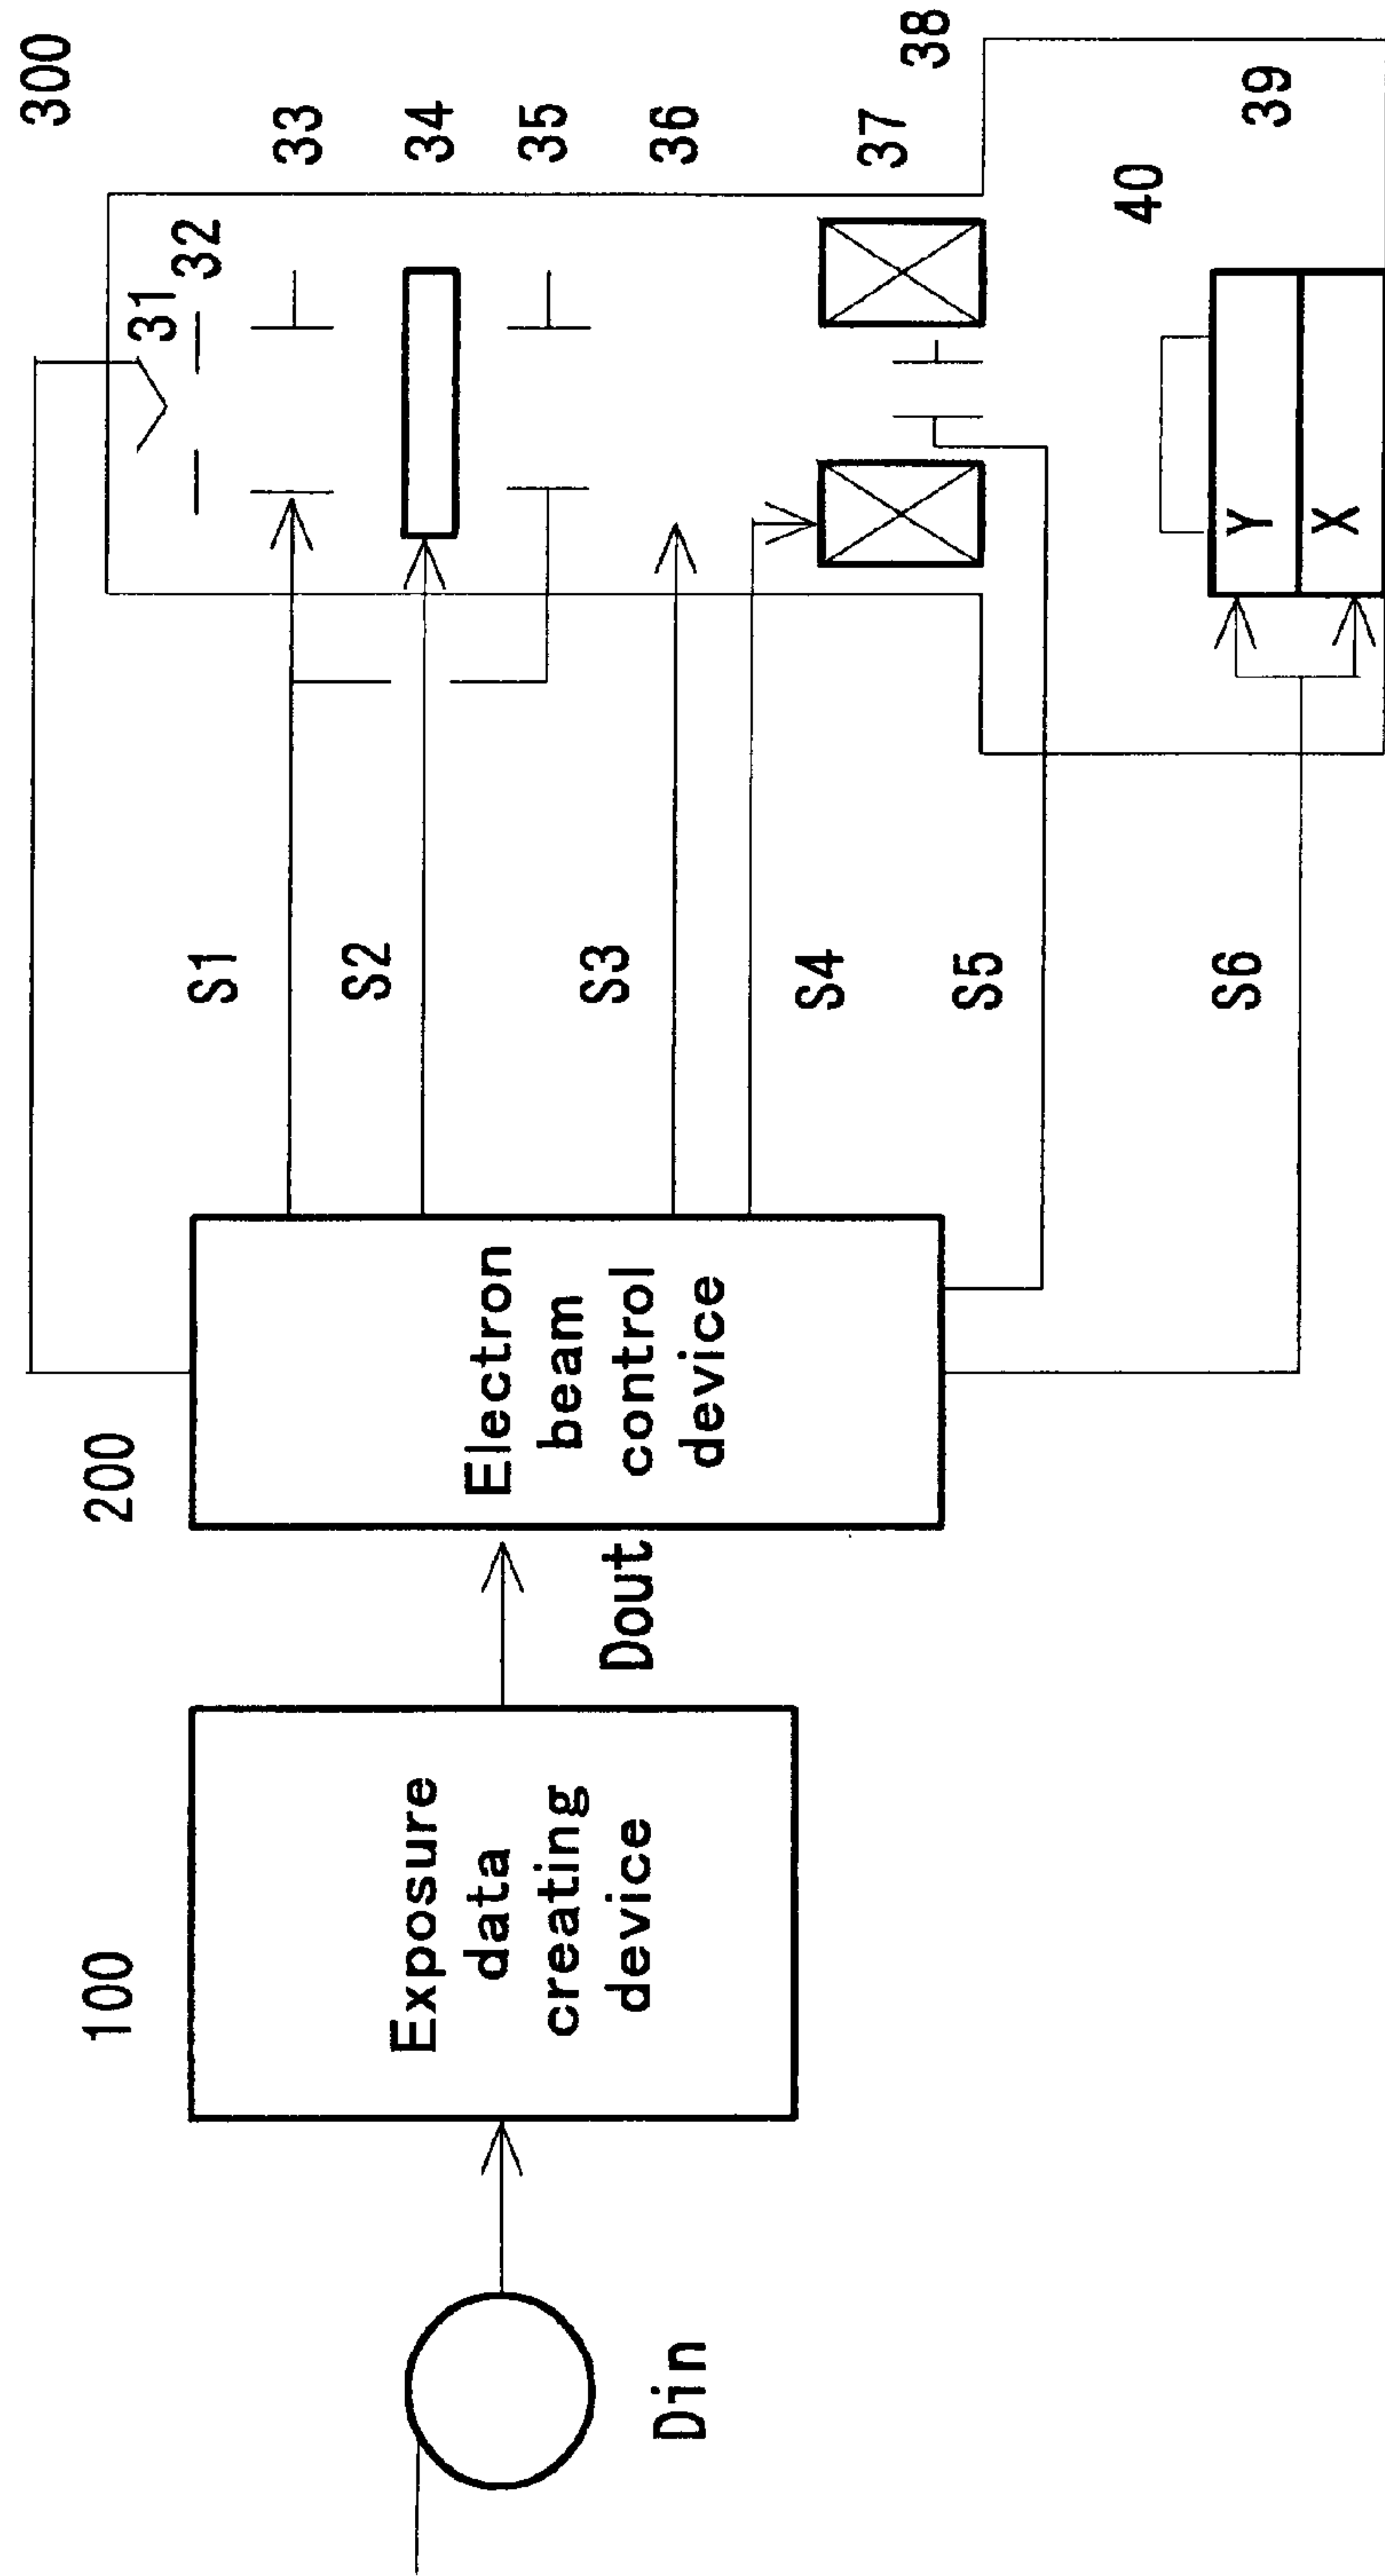 300
100
200
31
32
33
34
35
36
37
38
39
40
S1
S2
S3
S4
S5
S6
Din
Exposure
data
creating
device
Dout
Electron
beam
control
device
Y
X